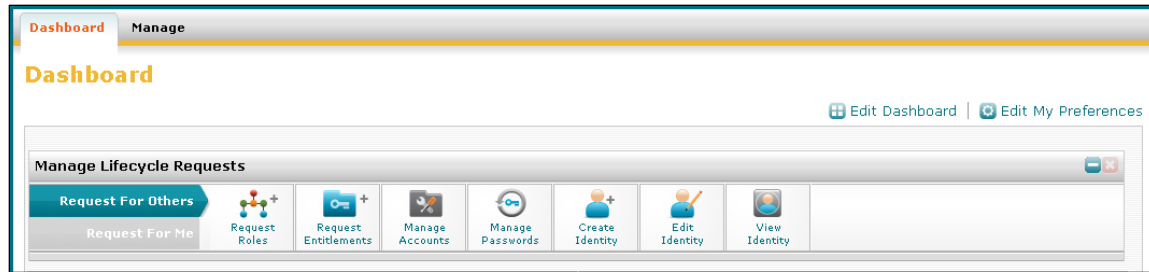 Dashboard Manage
Dashboard
Edit Dashboard | Edit My Preferences
Manage Lifecycle Requests
Request For Others
Request For Me
Request Roles
Request Entitlements
Manage Accounts
Manage Passwords
Create Identity
Edit Identity
View Identity